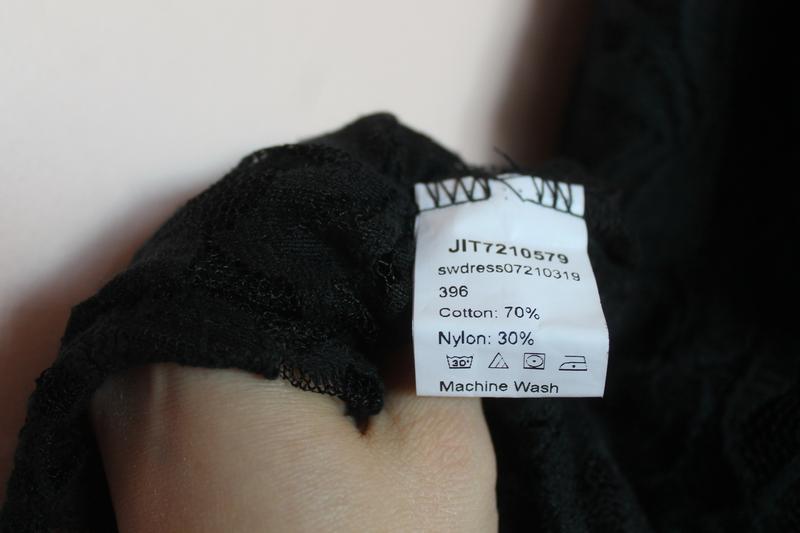 JIT7210579
swdress07210319
396
Cotton: 70%
Nylon: 30%
30°
Machine Wash